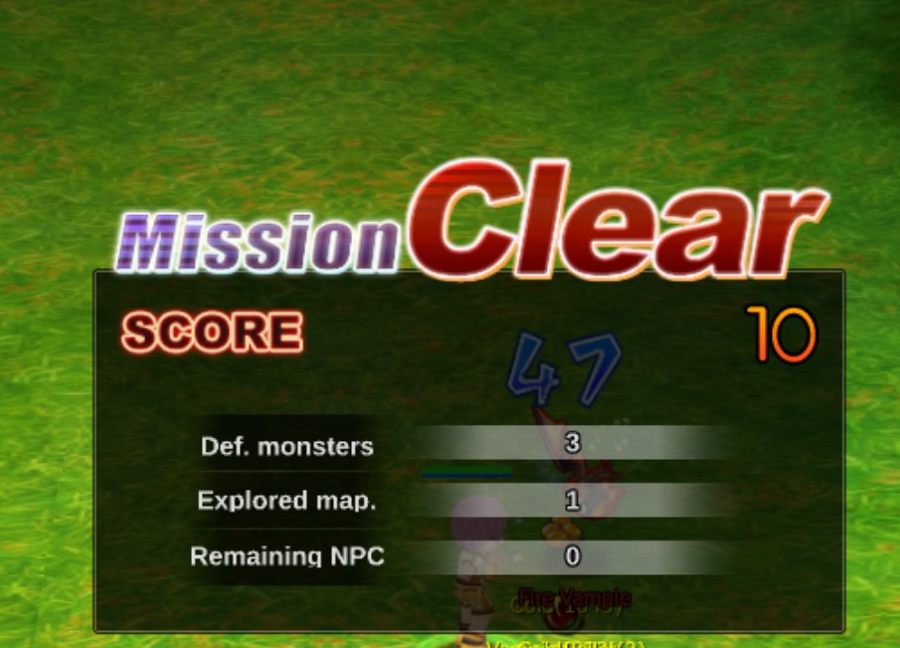 Mission Clear
SCORE 10
47
Def. monsters 3
Explored map. 1
Remaining NPC 0